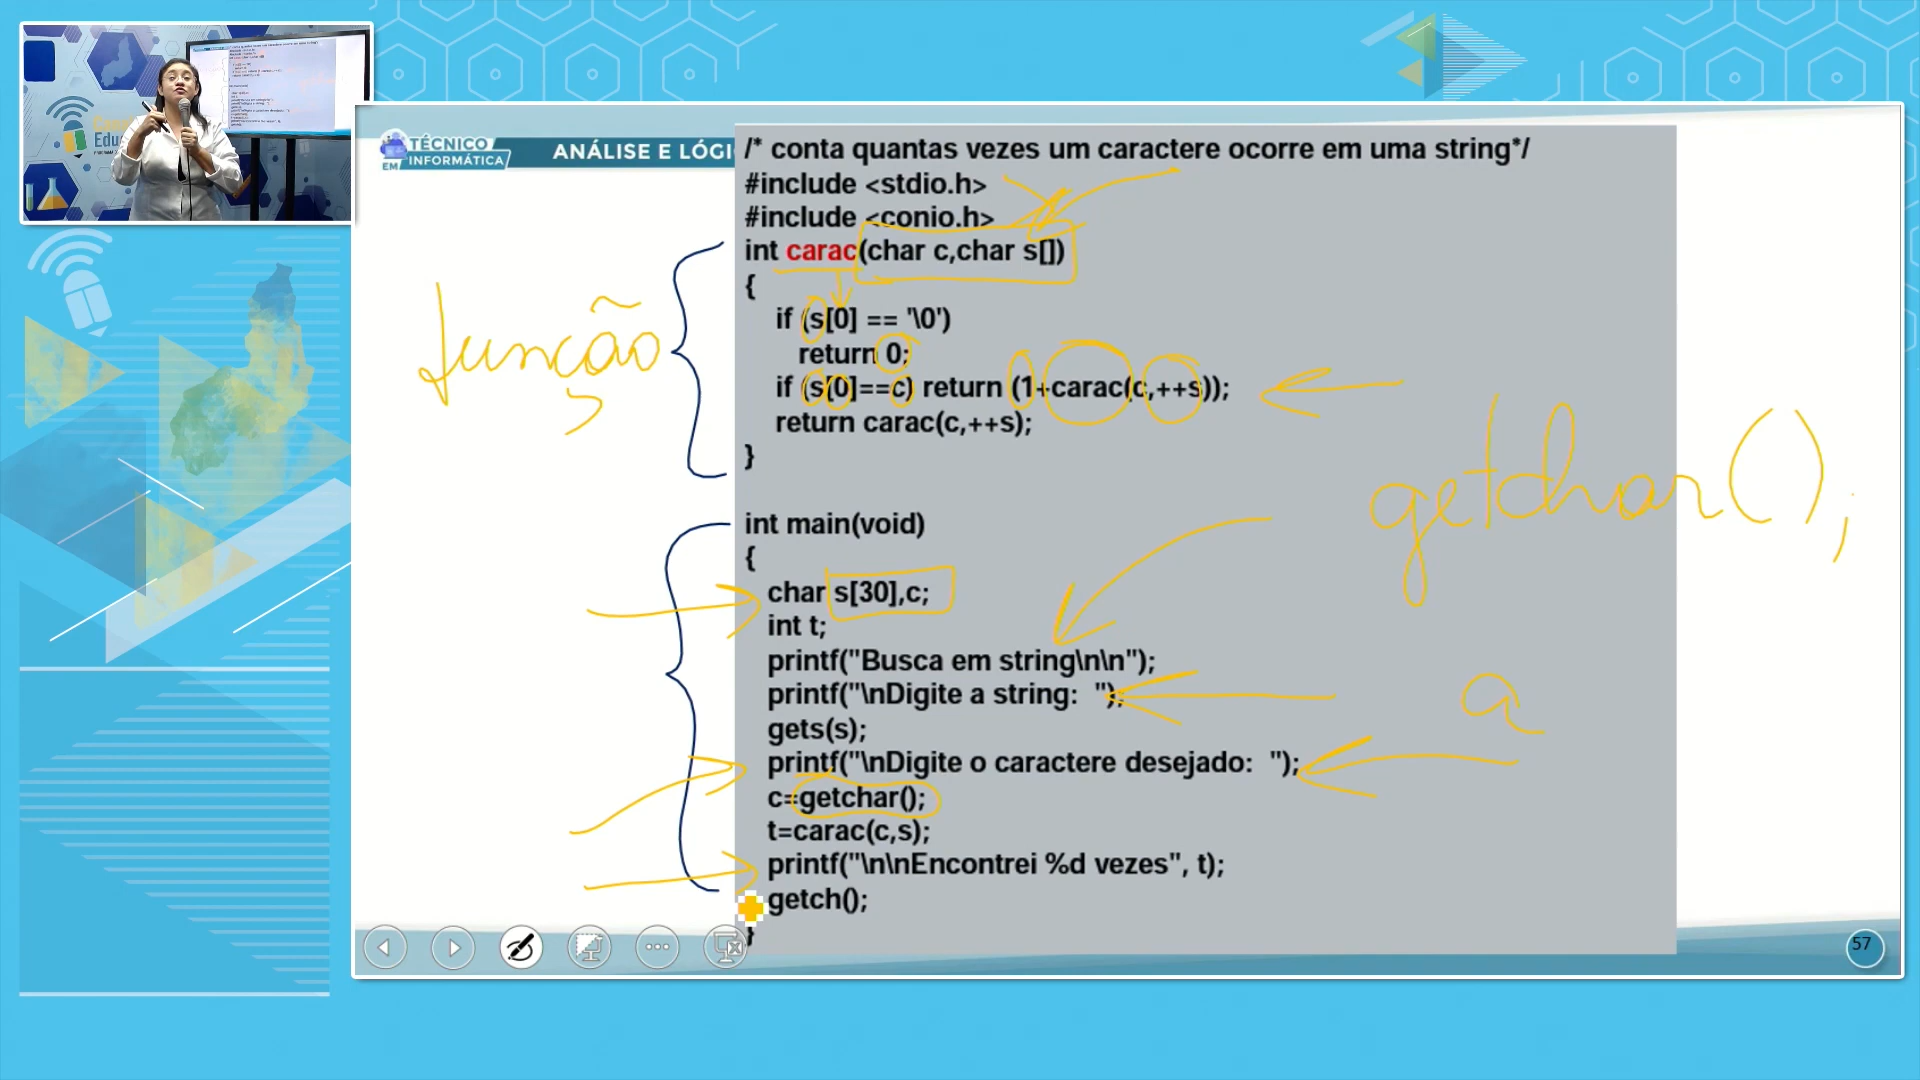 TÉCNICO
EM INFORMÁTICA
ANÁLISE E LÓGI
/* conta quantas vezes um caractere ocorre em uma string*/
#include <stdio.h>
#include <conio.h>
int carac(char c,char s[])
{
if (s[0] == '\0')
return 0;
if (s[0]==c) return (1+carac(c,++s));
return carac(c,++s);
}
função
getchar();
int main(void)
{
char s[30],c;
int t;
printf("Busca em string\n\n");
printf("\nDigite a string:  ");
a
gets(s);
printf("\nDigite o caractere desejado:  ");
c=getchar();
t=carac(c,s);
printf("\n\nEncontrei %d vezes", t);
getch();
}
57